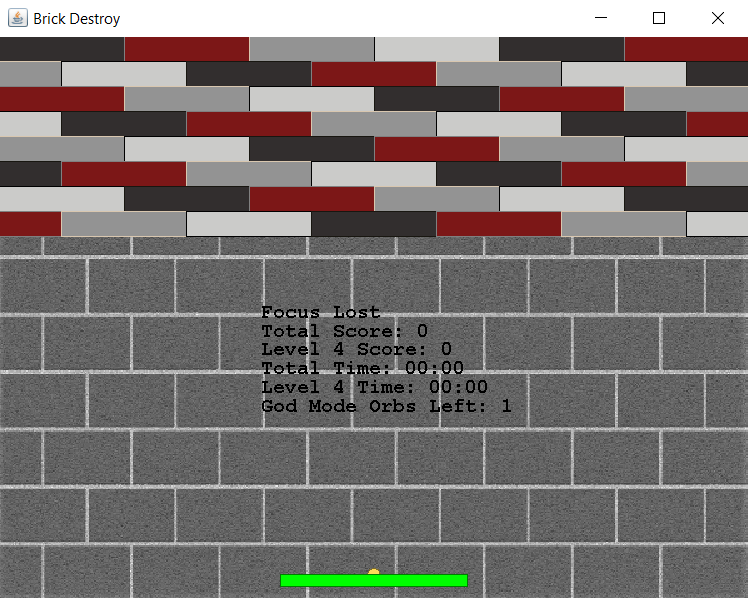 Brick Destroy
Focus Lost
Total Score: 0
Level 4 Score: 0
Total Time: 00:00
Level 4 Time: 00:00
God Mode Orbs Left: 1